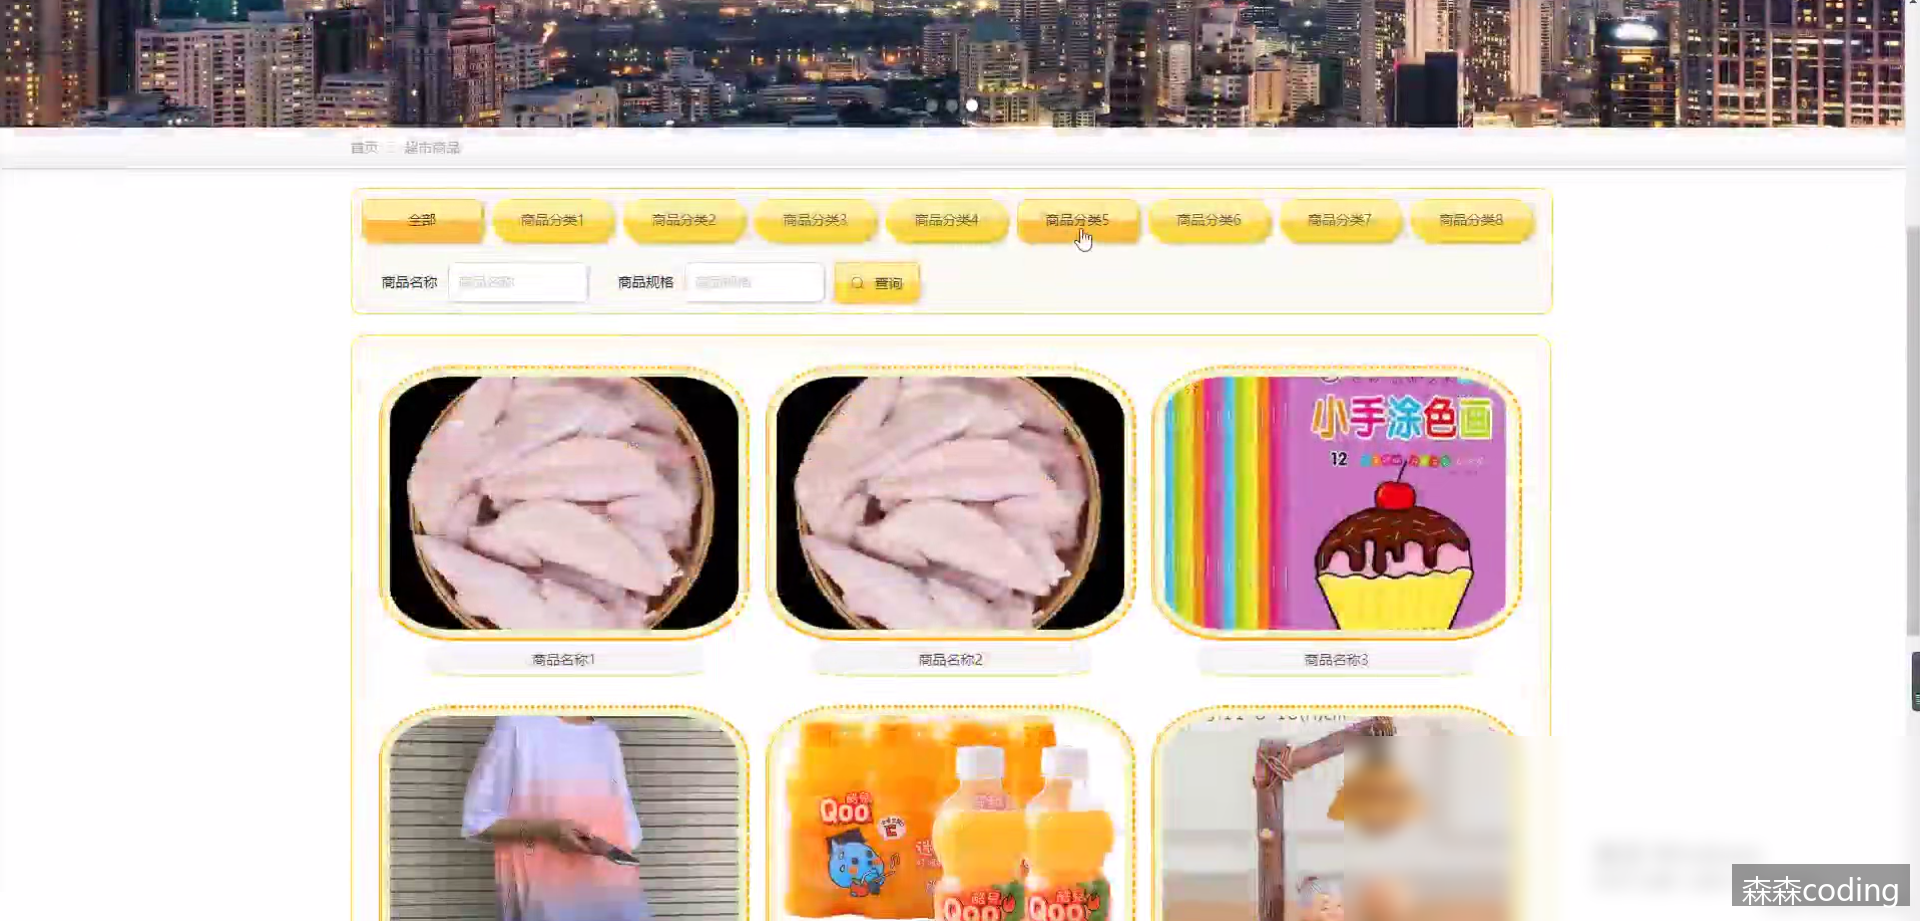 首页 超市商品
全部 商品分类1 商品分类2 商品分类3 商品分类4 商品分类5 商品分类6 商品分类7 商品分类8
商品名称 商品名称 商品规格 商品规格 查询
小手涂色画
12
商品名称1 商品名称2 商品名称3
Qoo 酷兒
酷兒 Qoo 酷兒 Qoo
森森coding